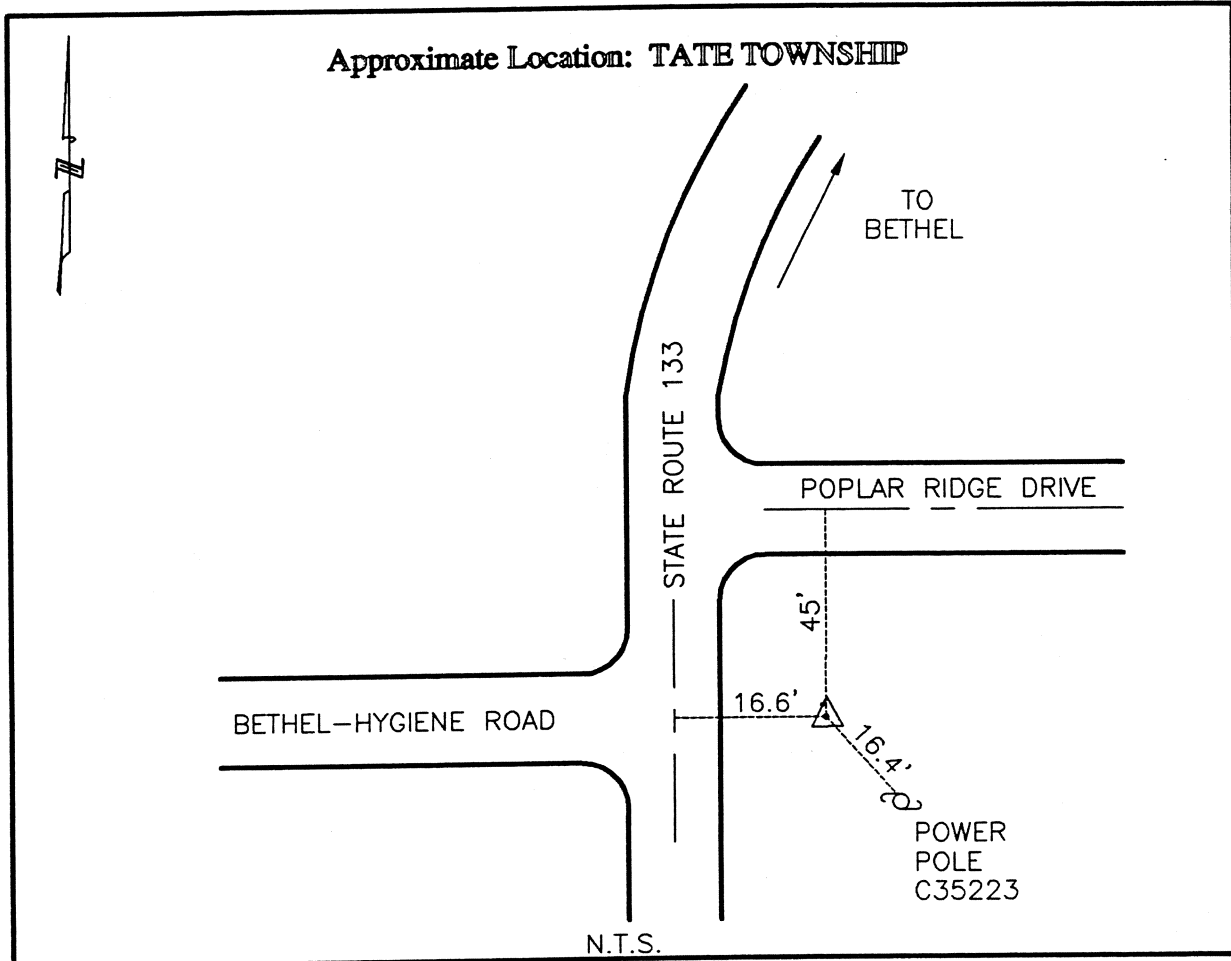 Approximate Location: TATE TOWNSHIP
N
TO
BETHEL
STATE ROUTE 133
POPLAR RIDGE DRIVE
45'
16.6'
BETHEL-HYGIENE ROAD
16.4'
POWER
POLE
C35223
N.T.S.